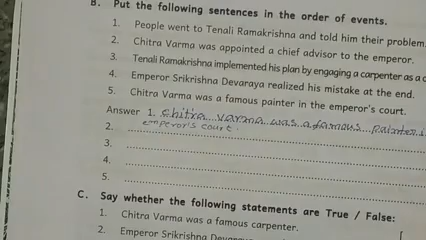 B. Put the following sentences in the order of events.
1. People went to Tenali Ramakrishna and told him their problem.
2. Chitra Varma was appointed a chief advisor to the emperor.
3. Tenali Ramakrishna implemented his plan by engaging a carpenter as a
4. Emperor Srikrishna Devaraya realized his mistake at the end.
5. Chitra Varma was a famous painter in the emperor's court.
Answer 1. Chitra varma was a famous painter
emperor's court.
2.
3.
4.
5.
C. Say whether the following statements are True / False:
1. Chitra Varma was a famous carpenter.
2. Emperor Srikrishna